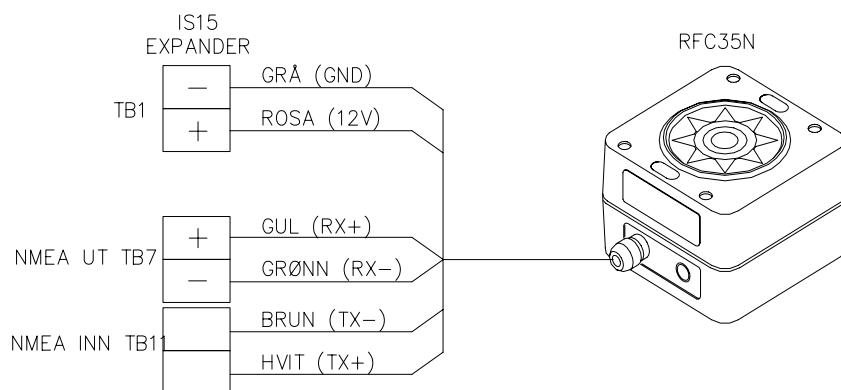 IS15
EXPANDER
RFC35N
TB1
−
GRÅ (GND)
+
ROSA (12V)
NMEA UT TB7
+
GUL (RX+)
−
GRØNN (RX−)
NMEA INN TB11
BRUN (TX−)
HVIT (TX+)